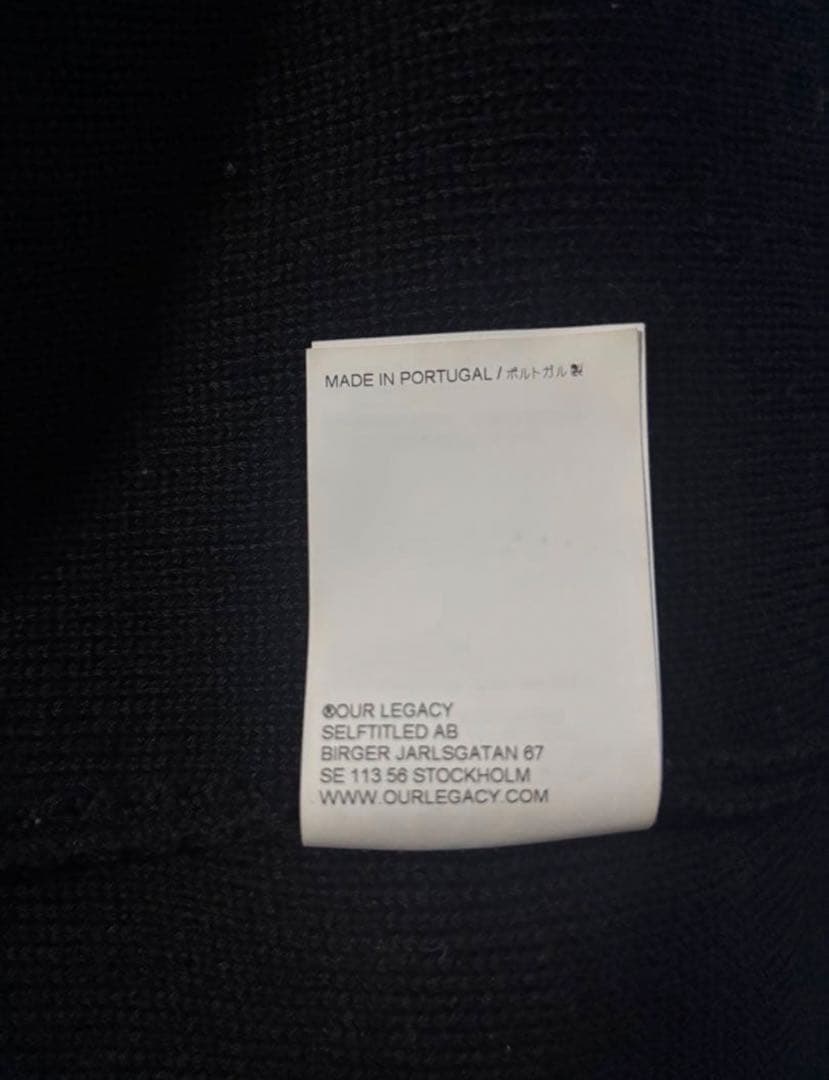 MADE IN PORTUGAL / ポルトガル製
®OUR LEGACY
SELFTITLED AB
BIRGER JARLSGATAN 67
SE 113 56 STOCKHOLM
WWW.OURLEGACY.COM